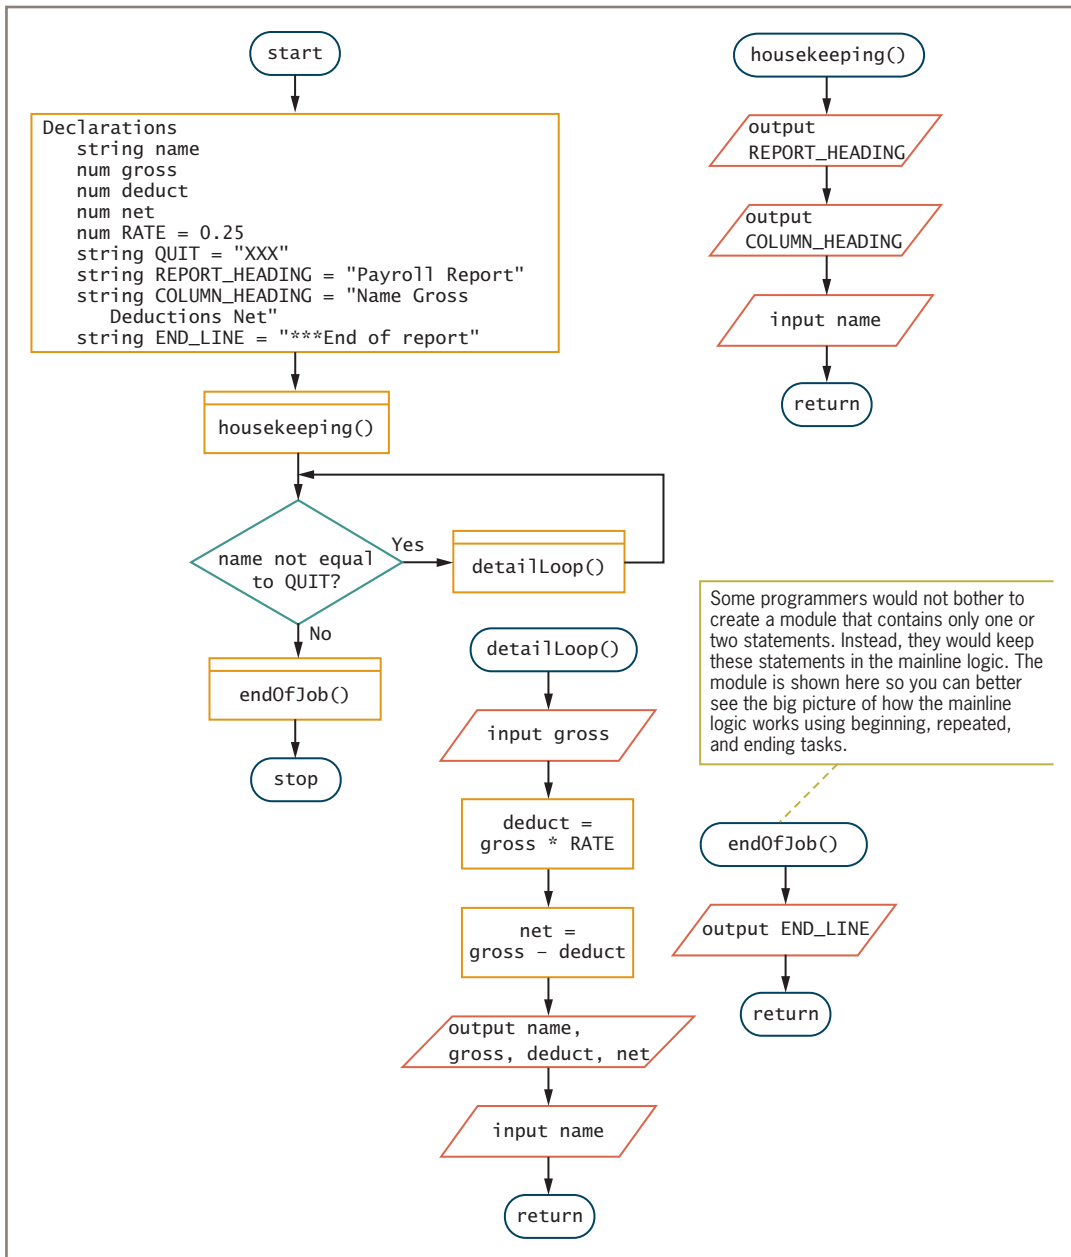 start
Declarations
string name
num gross
num deduct
num net
num RATE = 0.25
string QUIT = "XXX"
string REPORT_HEADING = "Payroll Report"
string COLUMN_HEADING = "Name Gross
Deductions Net"
string END_LINE = "***End of report"
housekeeping()
name not equal
to QUIT?
Yes
detailLoop()
No
endOfJob()
stop
housekeeping()
output
REPORT_HEADING
output
COLUMN_HEADING
input name
return
detailLoop()
input gross
deduct =
gross * RATE
net =
gross – deduct
output name,
gross, deduct, net
input name
return
Some programmers would not bother to
create a module that contains only one or
two statements. Instead, they would keep
these statements in the mainline logic. The
module is shown here so you can better
see the big picture of how the mainline
logic works using beginning, repeated,
and ending tasks.
endOfJob()
output END_LINE
return